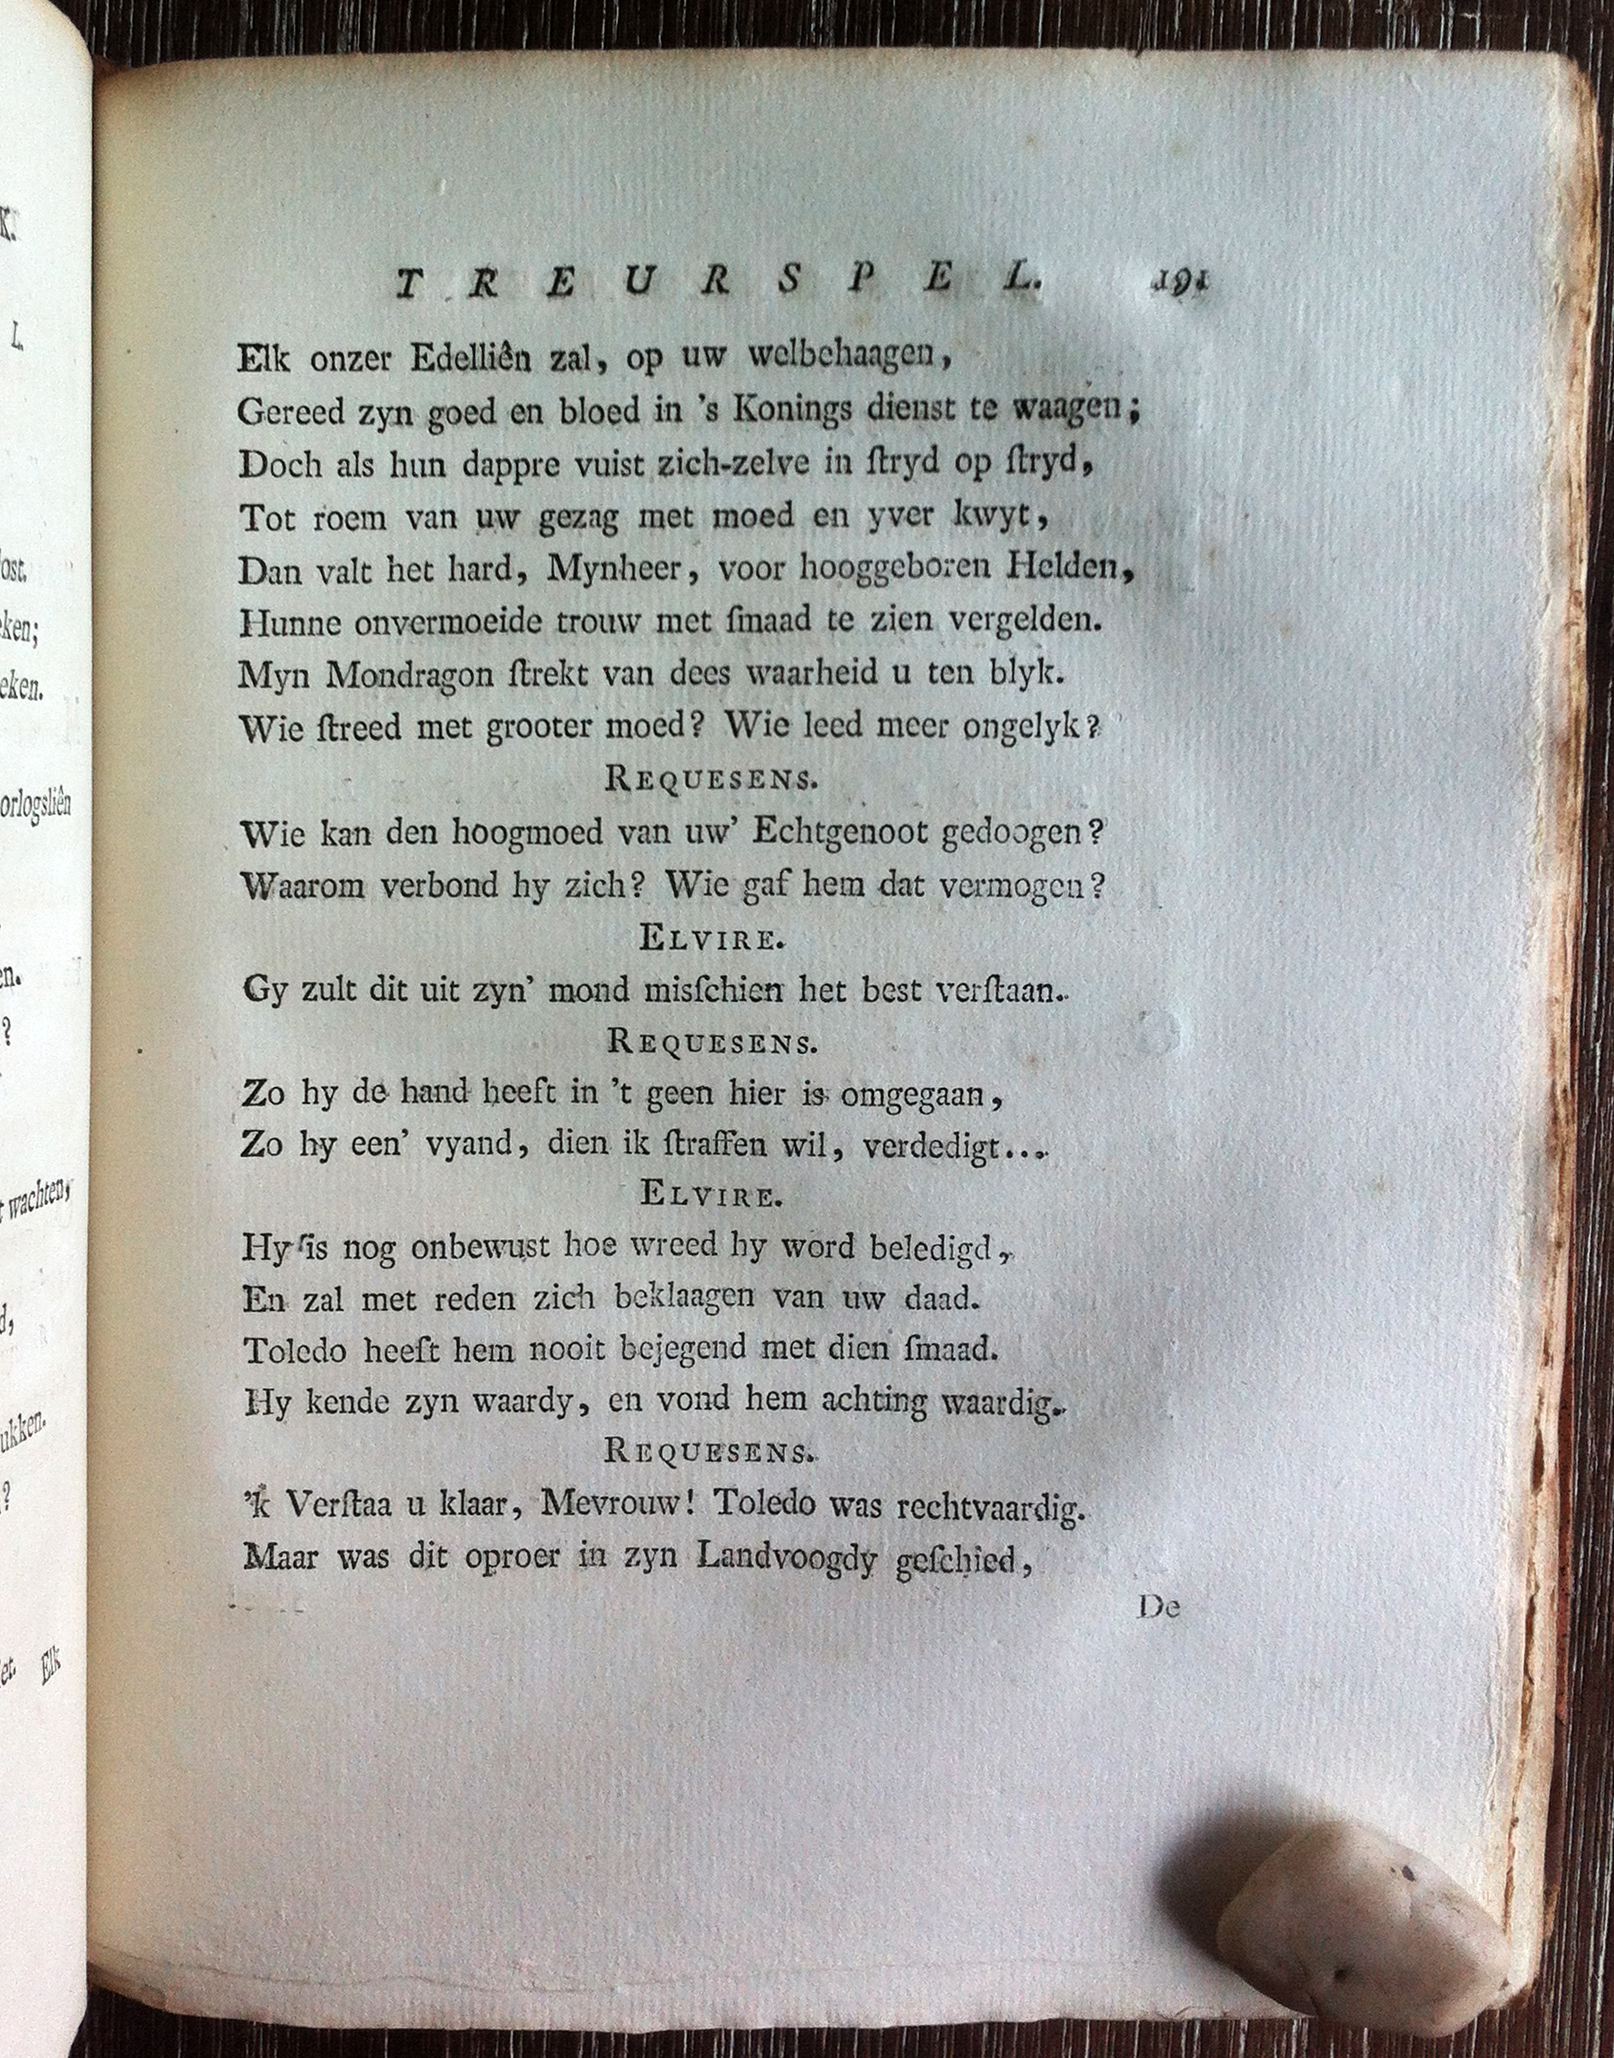 TREURSPEL. 191
Elk onzer Edelliên zal, op uw welbehaagen,
Gereed zyn goed en bloed in 's Konings dienst te waagen;
Doch als hun dappre vuist zich-zelve in ſtryd op ſtryd,
Tot roem van uw gezag met moed en yver kwyt,
Dan valt het hard, Mynheer, voor hooggeboren Helden,
Hunne onvermoeide trouw met ſmaad te zien vergelden.
Myn Mondragon ſtrekt van dees waarheid u ten blyk.
Wie ſtreed met grooter moed? Wie leed meer ongelyk?
REQUESENS.
Wie kan den hoogmoed van uw' Echtgenoot gedoogen?
Waarom verbond hy zich? Wie gaf hem dat vermogen?
ELVIRE.
Gy zult dit uit zyn' mond misſchien het best verſtaan.
REQUESENS.
Zo hy de hand heeft in 't geen hier is omgegaan,
Zo hy een' vyand, dien ik ſtraffen wil, verdedigt...
ELVIRE.
Hy is nog onbewust hoe wreed hy word beledigd,
En zal met reden zich beklaagen van uw daad.
Toledo heeft hem nooit bejegend met dien ſmaad.
Hy kende zyn waardy, en vond hem achting waardig.
REQUESENS.
'k Verſtaa u klaar, Mevrouw! Toledo was rechtvaardig.
Maar was dit oproer in zyn Landvoogdy geſchied,
De
K.
L.
ost.
ken;
eken.
orlogsliên
en.
?
wachten,
d,
ukken.
?
et. Elk